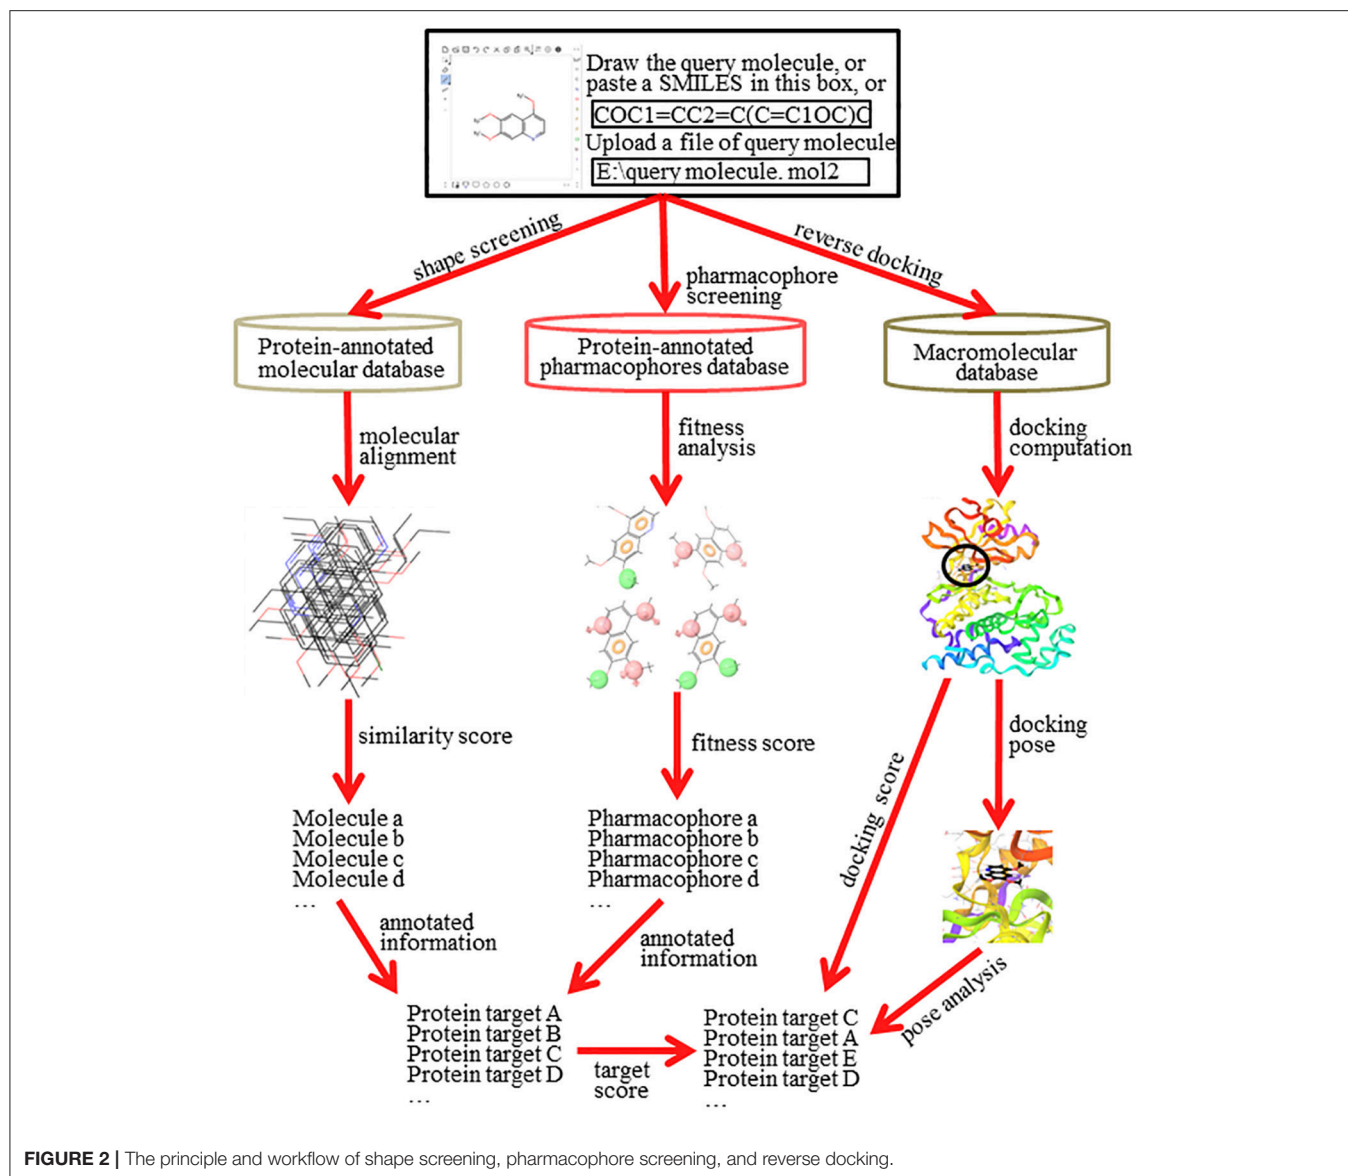 Draw the query molecule, or
paste a SMILES in this box, or
COC1=CC2=C(C=C1OC)C
Upload a file of query molecule
E:\query molecule. mol2
shape screening
pharmacophore
screening
reverse docking
Protein-annotated
molecular database
Protein-annotated
pharmacophores database
Macromolecular
database
molecular
alignment
fitness
analysis
docking
computation
similarity score
fitness score
docking score
docking
pose
Molecule a
Molecule b
Molecule c
Molecule d
...
Pharmacophore a
Pharmacophore b
Pharmacophore c
Pharmacophore d
...
annotated
information
annotated
information
pose analysis
Protein target A
Protein target B
Protein target C
Protein target D
...
target
score
Protein target C
Protein target A
Protein target E
Protein target D
...
FIGURE 2 | The principle and workflow of shape screening, pharmacophore screening, and reverse docking.